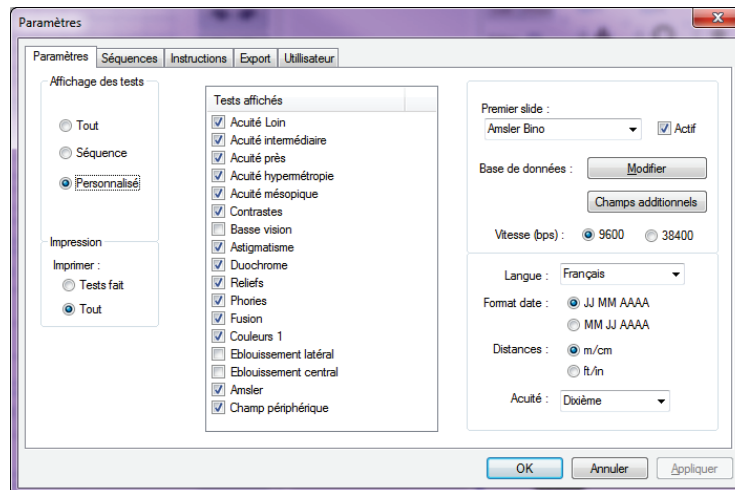 Paramètres
Paramètres Séquences Instructions Export Utilisateur
Affichage des tests
Tout
Séquence
Personnalisé
Impression
Imprimer :
Tests fait
Tout
Tests affichés
Acuité Loin
Acuité intermédiaire
Acuité près
Acuité hypermétropie
Acuité mésopique
Contrastes
Basse vision
Astigmatisme
Duochrome
Reliefs
Phories
Fusion
Couleurs 1
Eblouissement latéral
Eblouissement central
Amsler
Champ périphérique
Premier slide :
Amsler Bino Actif
Base de données : Modifier
Champs additionnels
Vitesse (bps) : 9600 38400
Langue : Français
Format date : JJ MM AAAA
MM JJ AAAA
Distances : m/cm
ft/in
Acuité : Dixième
OK Annuler Appliquer